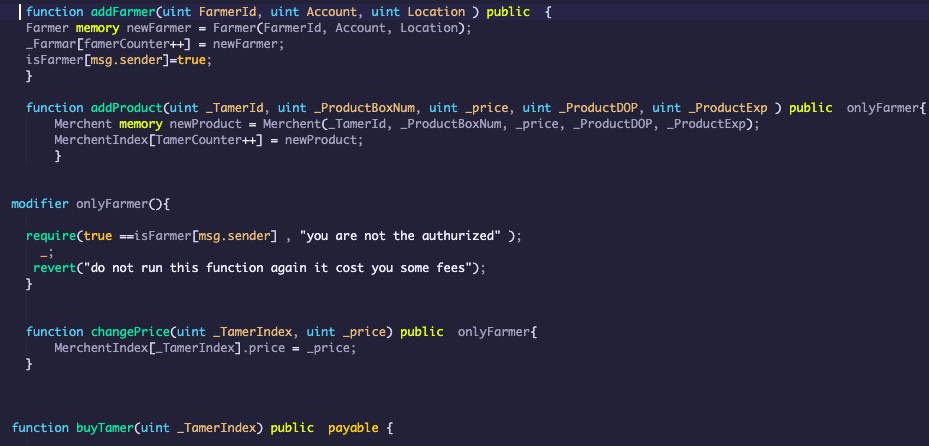 function addFarmer(uint FarmerId, uint Account, uint Location ) public  {
Farmer memory newFarmer = Farmer(FarmerId, Account, Location);
_Farmar[famerCounter++] = newFarmer;
isFarmer[msg.sender]=true;
}
function addProduct(uint _TamerId, uint _ProductBoxNum, uint _price, uint _ProductDOP, uint _ProductExp ) public  onlyFarmer{
Merchent memory newProduct = Merchent(_TamerId, _ProductBoxNum, _price, _ProductDOP, _ProductExp);
MerchentIndex[TamerCounter++] = newProduct;
}
modifier onlyFarmer(){
require(true ==isFarmer[msg.sender] , "you are not the authurized" );
_;
revert("do not run this function again it cost you some fees");
}
function changePrice(uint _TamerIndex, uint _price) public  onlyFarmer{
MerchentIndex[_TamerIndex].price = _price;
}
function buyTamer(uint _TamerIndex) public  payable {